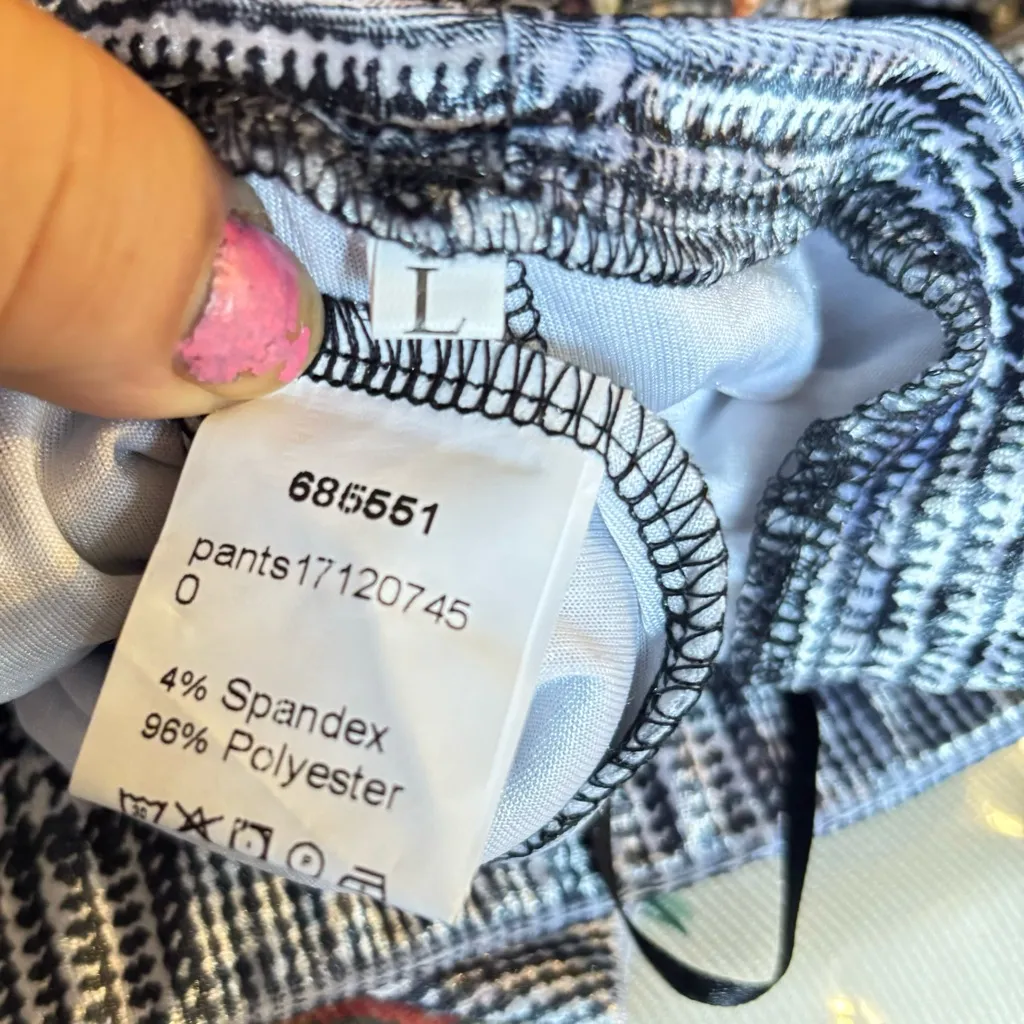 L
686551
pants17120745
0
4% Spandex
96% Polyester